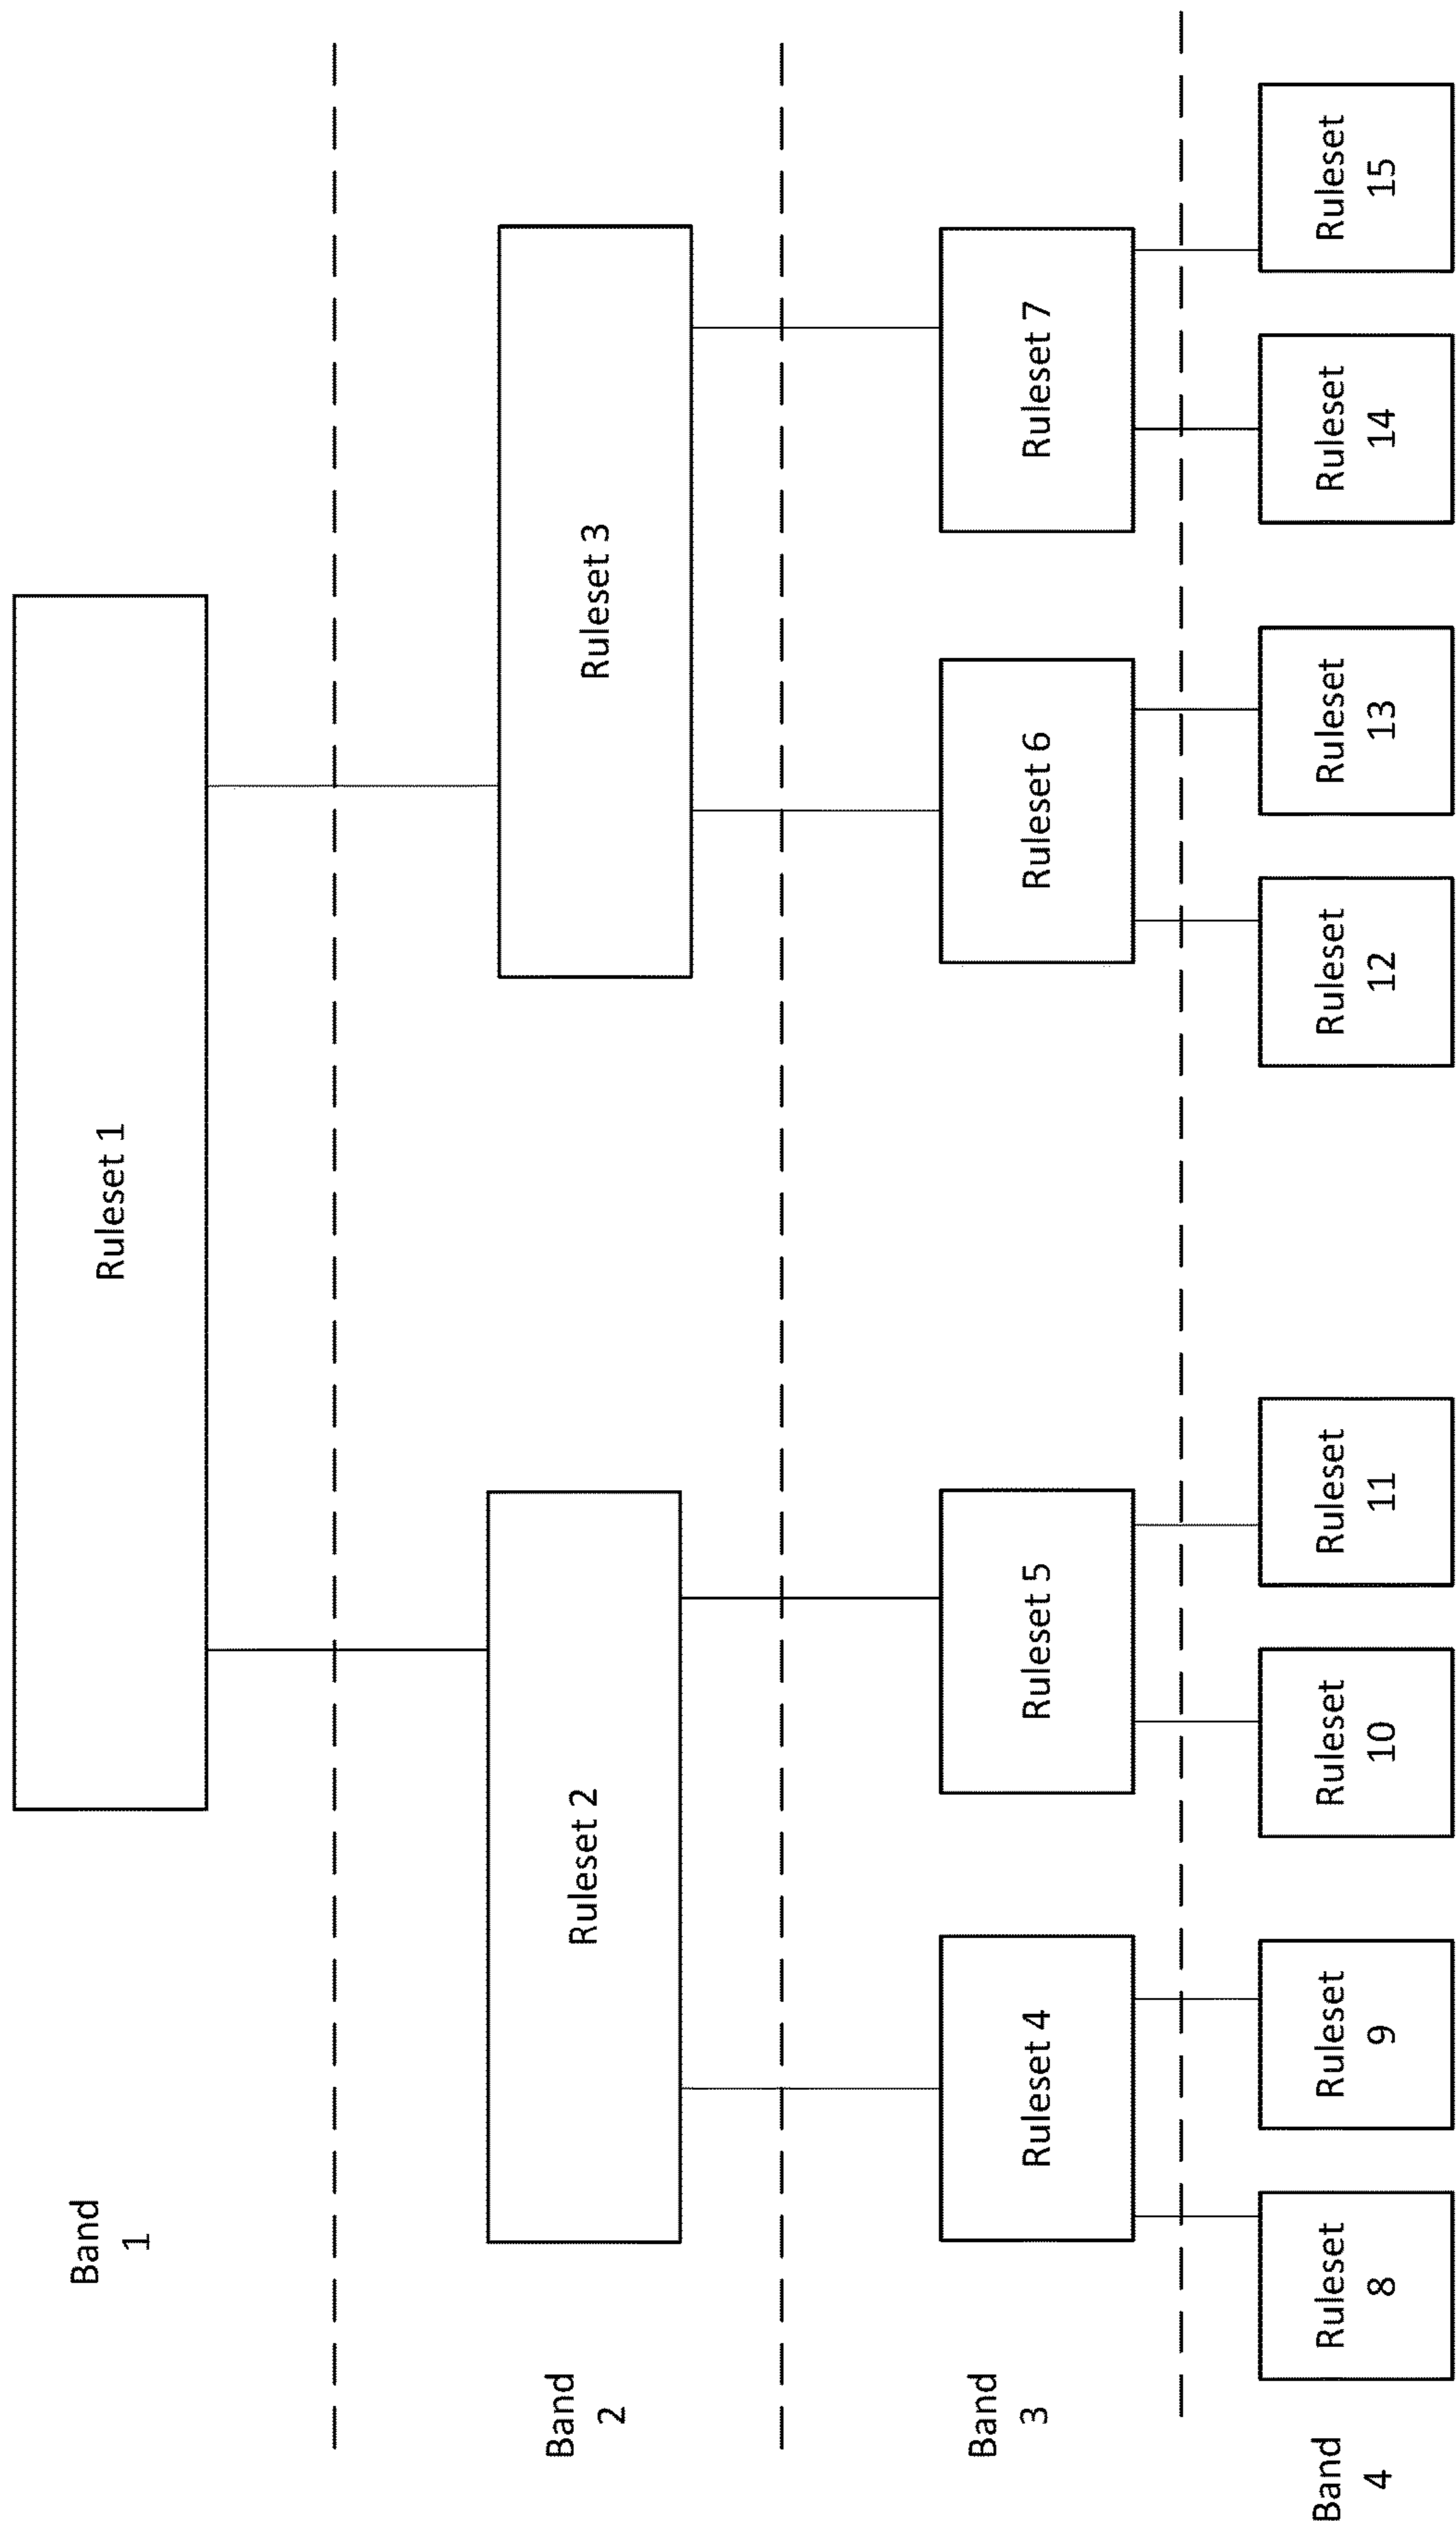 Band
1
Ruleset 1
Band
2
Ruleset 2
Ruleset 3
Band
3
Ruleset 4
Ruleset 5
Ruleset 6
Ruleset 7
Band
4
Ruleset
8
Ruleset
9
Ruleset
10
Ruleset
11
Ruleset
12
Ruleset
13
Ruleset
14
Ruleset
15